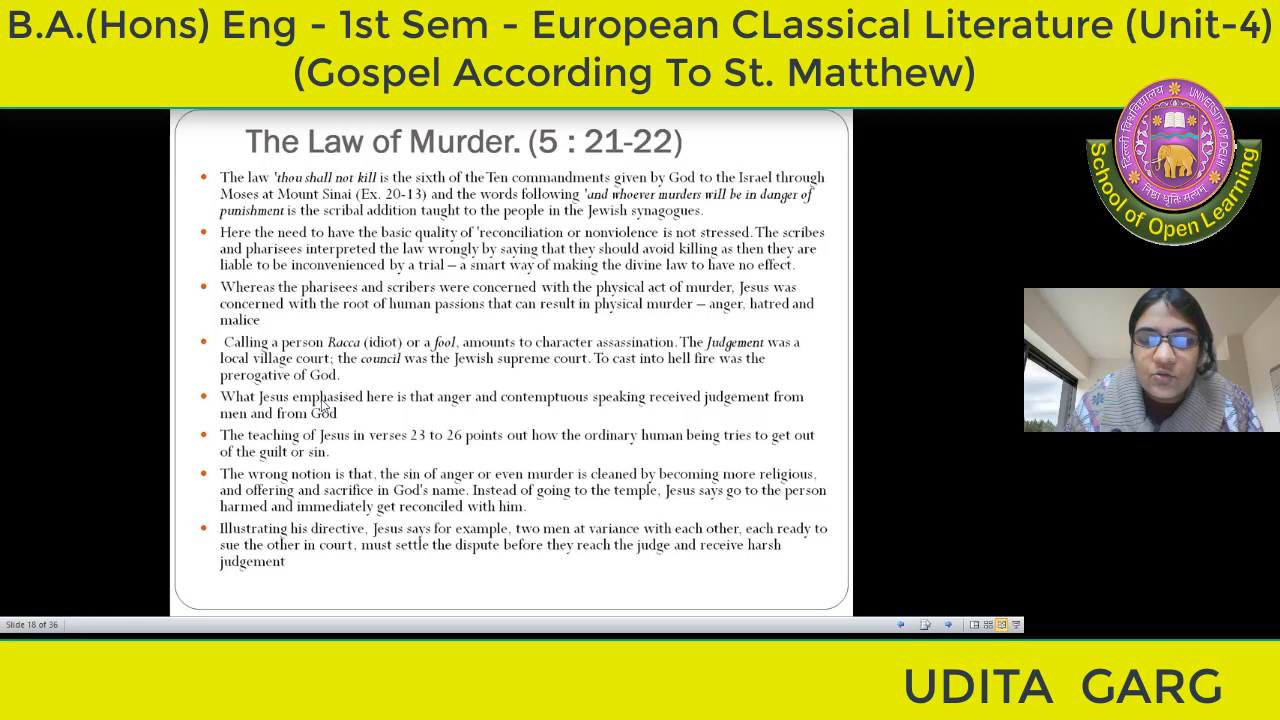 B.A.(Hons) Eng - 1st Sem - European CLassical Literature (Unit-4)
(Gospel According To St. Matthew)
The Law of Murder. (5 : 21-22)
The law 'thou shall not kill is the sixth of the Ten commandments given by God to the Israel through
Moses at Mount Sinai (Ex. 20-13) and the words following 'and whoever murders will be in danger of
punishment is the scribal addition taught to the people in the Jewish synagogues.
Here the need to have the basic quality of 'reconciliation or nonviolence is not stressed. The scribes
and pharisees interpreted the law wrongly by saying that they should avoid killing as then they are
liable to be inconvenienced by a trial – a smart way of making the divine law to have no effect.
Whereas the pharisees and scribers were concerned with the physical act of murder, Jesus was
concerned with the root of human passions that can result in physical murder – anger, hatred and
malice
Calling a person Racca (idiot) or a fool, amounts to character assassination. The Judgement was a
local village court; the council was the Jewish supreme court. To cast into hell fire was the
prerogative of God.
What Jesus emphasised here is that anger and contemptuous speaking received judgement from
men and from God
The teaching of Jesus in verses 23 to 26 points out how the ordinary human being tries to get out
of the guilt or sin.
The wrong notion is that, the sin of anger or even murder is cleaned by becoming more religious,
and offering and sacrifice in God's name. Instead of going to the temple, Jesus says go to the person
harmed and immediately get reconciled with him.
Illustrating his directive, Jesus says for example, two men at variance with each other, each ready to
sue the other in court, must settle the dispute before they reach the judge and receive harsh
judgement
Slide 18 of 36
दिल्ली विश्वविद्यालय
UNIVERSITY OF DELHI
निष्ठा धृतिः सत्यम्
School of Open Learning
UDITA GARG